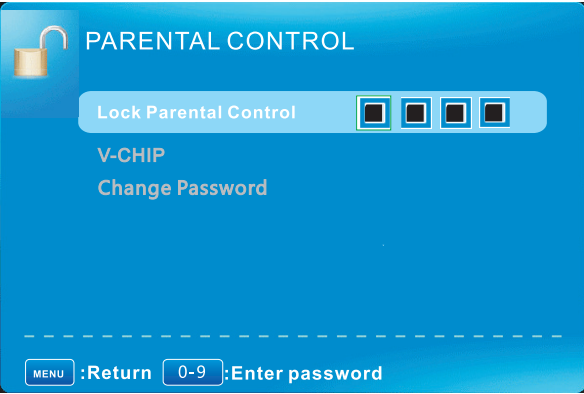 PARENTAL CONTROL
Lock Parental Control
V-CHIP
Change Password
MENU :Return 0-9 :Enter password